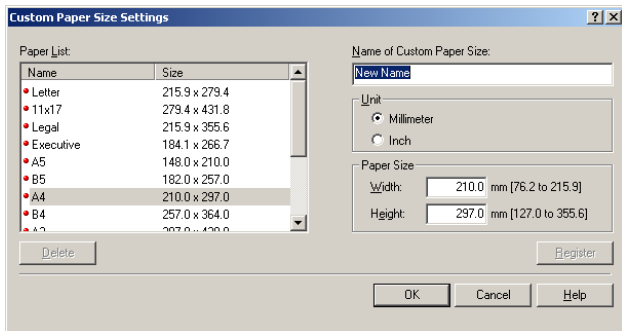 Custom Paper Size Settings
Paper List:
Name Size
Letter 215.9 x 279.4
11x17 279.4 x 431.8
Legal 215.9 x 355.6
Executive 184.1 x 266.7
A5 148.0 x 210.0
B5 182.0 x 257.0
A4 210.0 x 297.0
B4 257.0 x 364.0
Delete
Name of Custom Paper Size:
New Name
Unit
Millimeter
Inch
Paper Size
Width: 210.0 mm [76.2 to 215.9]
Height: 297.0 mm [127.0 to 355.6]
Register
OK Cancel Help